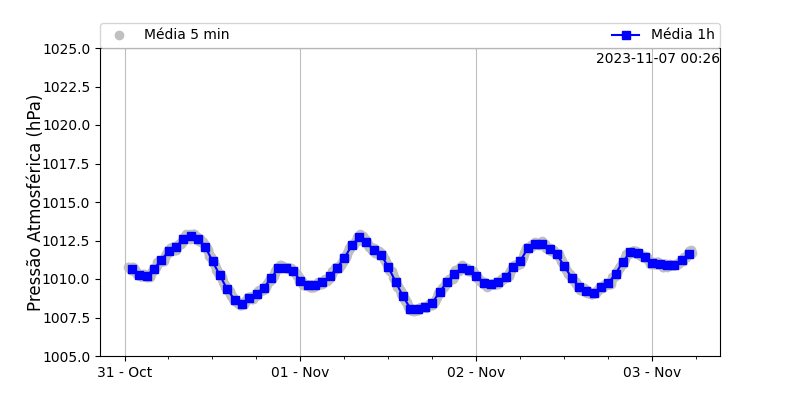 Média 5 min
Média 1h
2023-11-07 00:26
Pressão Atmosférica (hPa)
1025.0
1022.5
1020.0
1017.5
1015.0
1012.5
1010.0
1007.5
1005.0
31 - Oct
01 - Nov
02 - Nov
03 - Nov